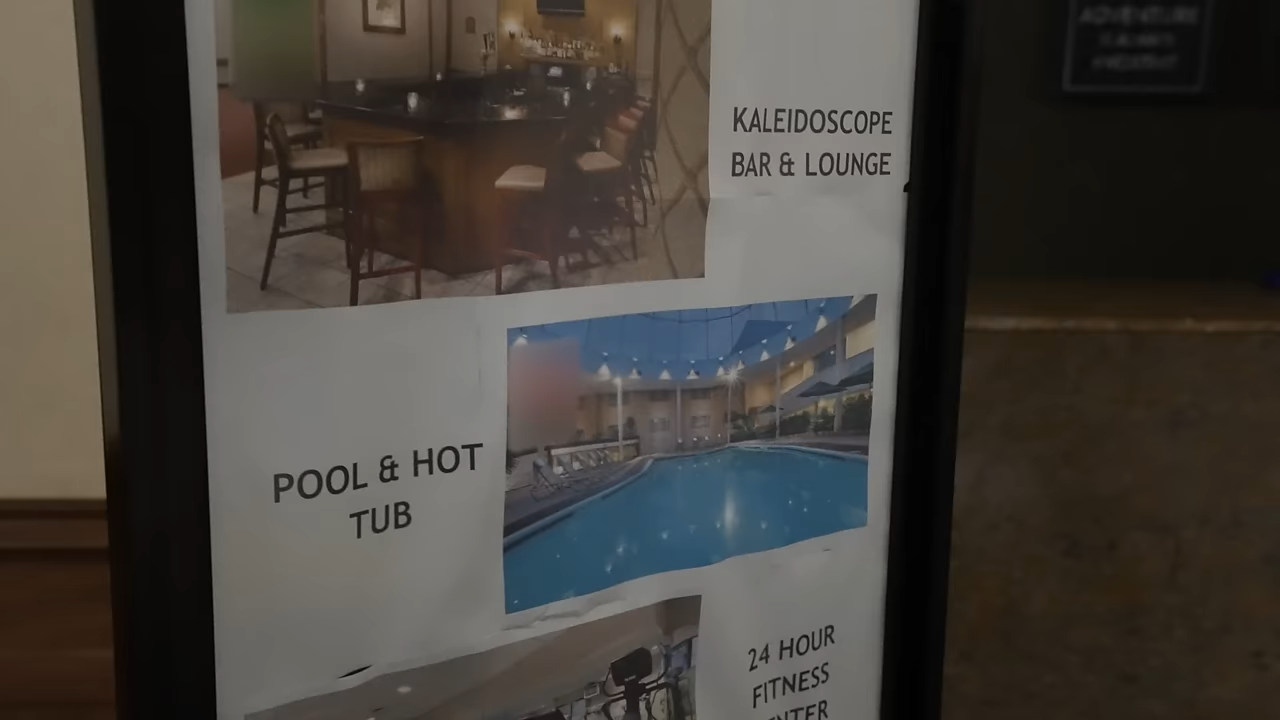 KALEIDOSCOPE
BAR & LOUNGE
POOL & HOT
TUB
24 HOUR
FITNESS